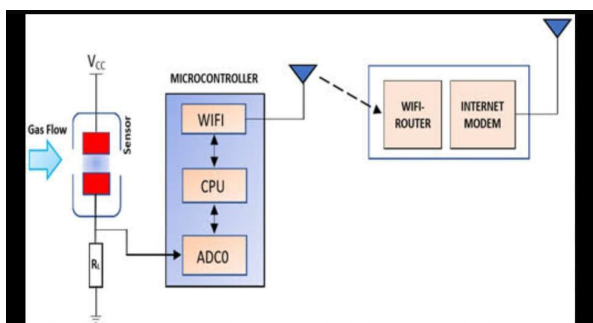 Vcc
MICROCONTROLLER
Gas Flow
Sensor
WIFI
CPU
ADC0
RL
WIFI-
ROUTER
INTERNET
MODEM